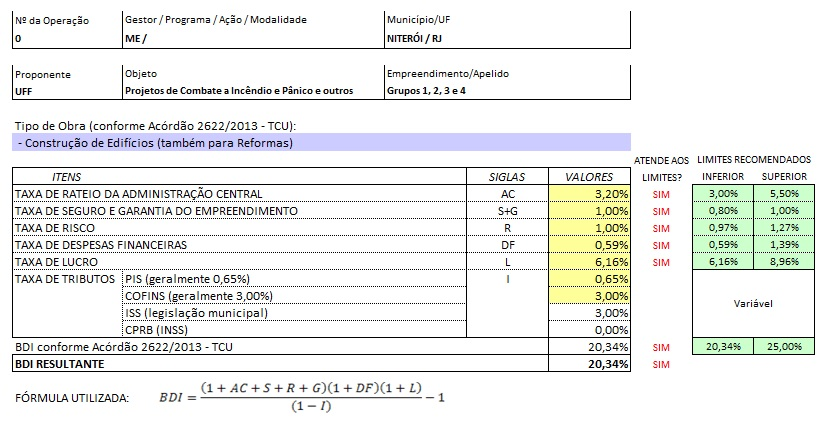 Nº da Operação Gestor / Programa / Ação / Modalidade Município/UF
0 ME / NITERÓI / RJ
Proponente Objeto Empreendimento/Apelido
UFF Projetos de Combate a Incêndio e Pânico e outros Grupos 1, 2, 3 e 4
Tipo de Obra (conforme Acórdão 2622/2013 - TCU):
- Construção de Edifícios (também para Reformas)
ATENDE AOS LIMITES RECOMENDADOS
ITENS SIGLAS VALORES LIMITES? INFERIOR SUPERIOR
TAXA DE RATEIO DA ADMINISTRAÇÃO CENTRAL AC 3,20% SIM 3,00% 5,50%
TAXA DE SEGURO E GARANTIA DO EMPREENDIMENTO S+G 1,00% SIM 0,80% 1,00%
TAXA DE RISCO R 1,00% SIM 0,97% 1,27%
TAXA DE DESPESAS FINANCEIRAS DF 0,59% SIM 0,59% 1,39%
TAXA DE LUCRO L 6,16% SIM 6,16% 8,96%
TAXA DE TRIBUTOS PIS (geralmente 0,65%) I 0,65%
COFINS (geralmente 3,00%) 3,00%
Variável
ISS (legislação municipal) 3,00%
CPRB (INSS) 0,00%
BDI conforme Acórdão 2622/2013 - TCU 20,34% SIM 20,34% 25,00%
BDI RESULTANTE 20,34% SIM
FÓRMULA UTILIZADA: BDI = (1 + AC + S + R + G)(1 + DF)(1 + L) / (1 − I) − 1